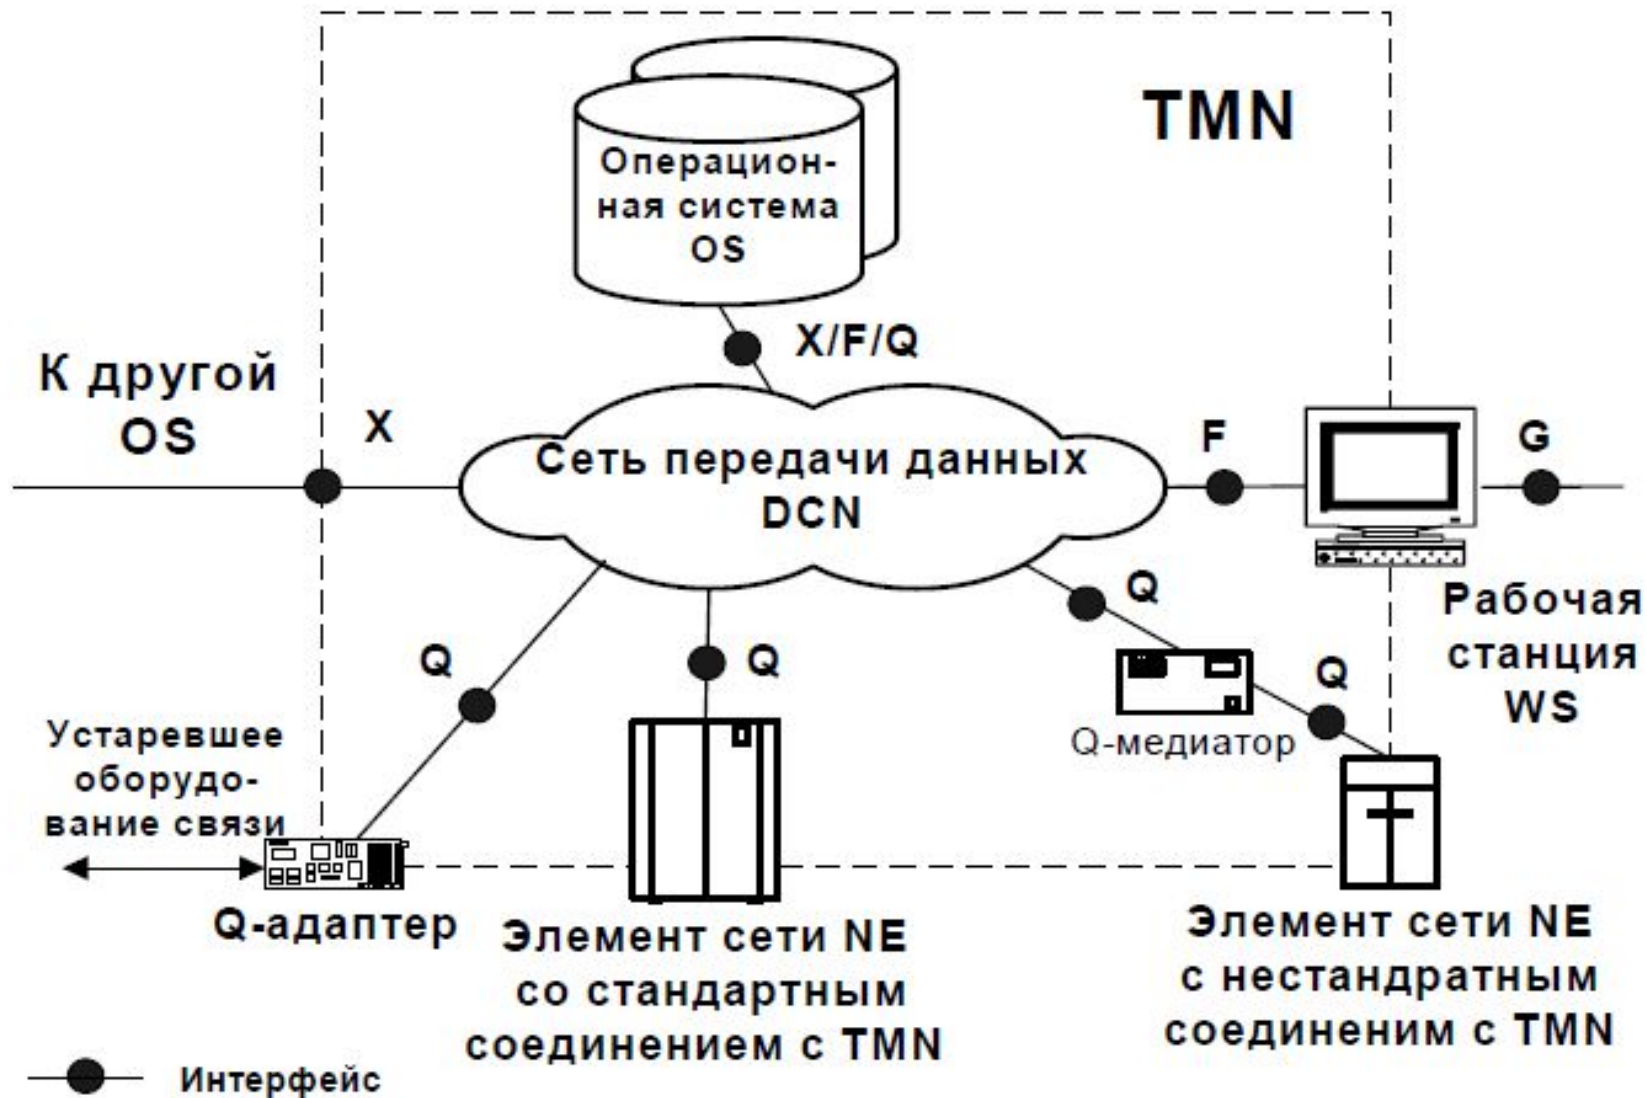 TMN
Операцион-
ная система
OS
X/F/Q
К другой
OS
X
Сеть передачи данных
DCN
F
G
Рабочая
станция
WS
Q
Q
Q
Q
Q-медиатор
Устаревшее
оборудо-
вание связи
Q-адаптер
Элемент сети NE
со стандартным
соединением с TMN
Элемент сети NE
с нестандратным
соединеним с TMN
Интерфейс